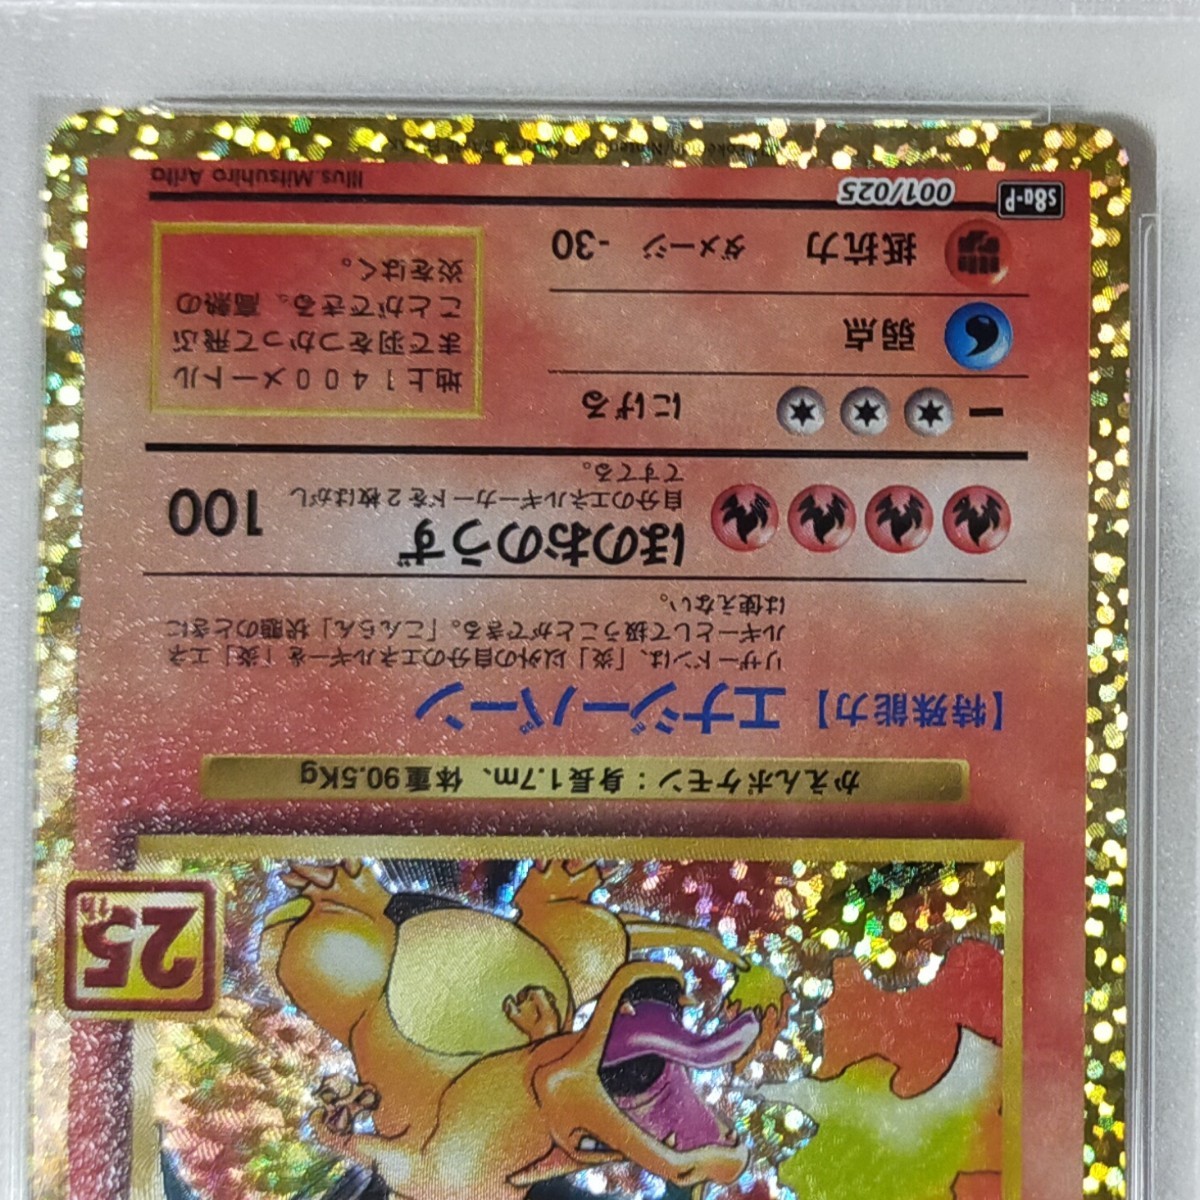 25
TH
かえんポケモン：身長1.7m、体重90.5Kg
【特殊能力】エナジーバーン
リザードンは、「炎」以外の自分のエネルギーを「炎」エネ
ルギーとして扱うことができる。「こんらん」状態のときに
は使えない。
ほのおのうず 100
自分のエネルギーカードを２枚はがし
てすてる。
ー にげる
弱点
抵抗力 ダメージ -30
地上１４００メートル
まで羽をつかって飛ぶ
ことができる。高熱の
炎をはく。
s8a-P 001/025
Illus.Mitsuhiro Arita